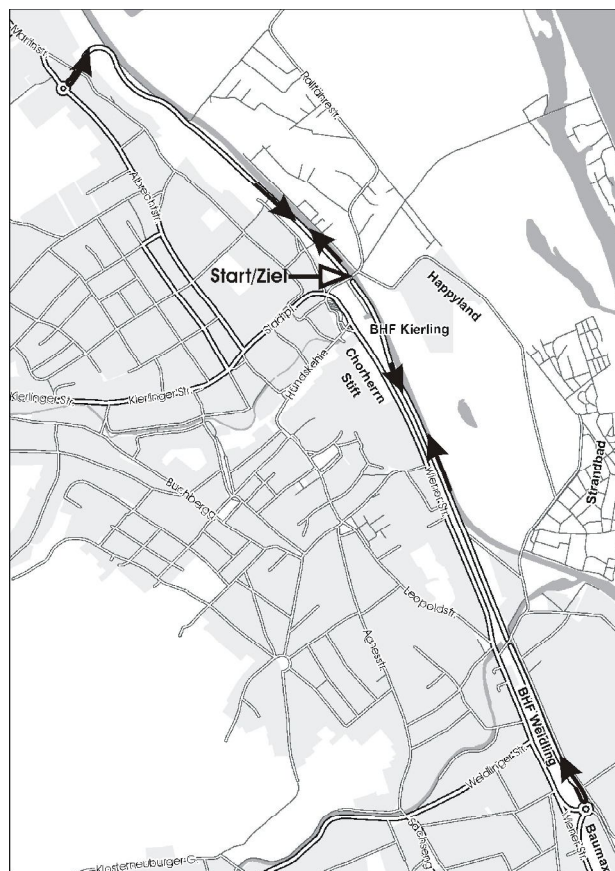 Martinstr.
Rollfährestr.
Albrechtstr.
Start/Ziel
Happyland
BHF Kierling
Stadtpl.
Hundskehle
Chorherrn
Stift
Kierlinger Str.
Kierlinger Str.
Wiener Str.
Strandbad
Buchbergg.
Leopoldstr.
Agnesstr.
BHF Weidling
Weidlinger Str.
Wiener Str.
Baumax
Klosterneuburger G.